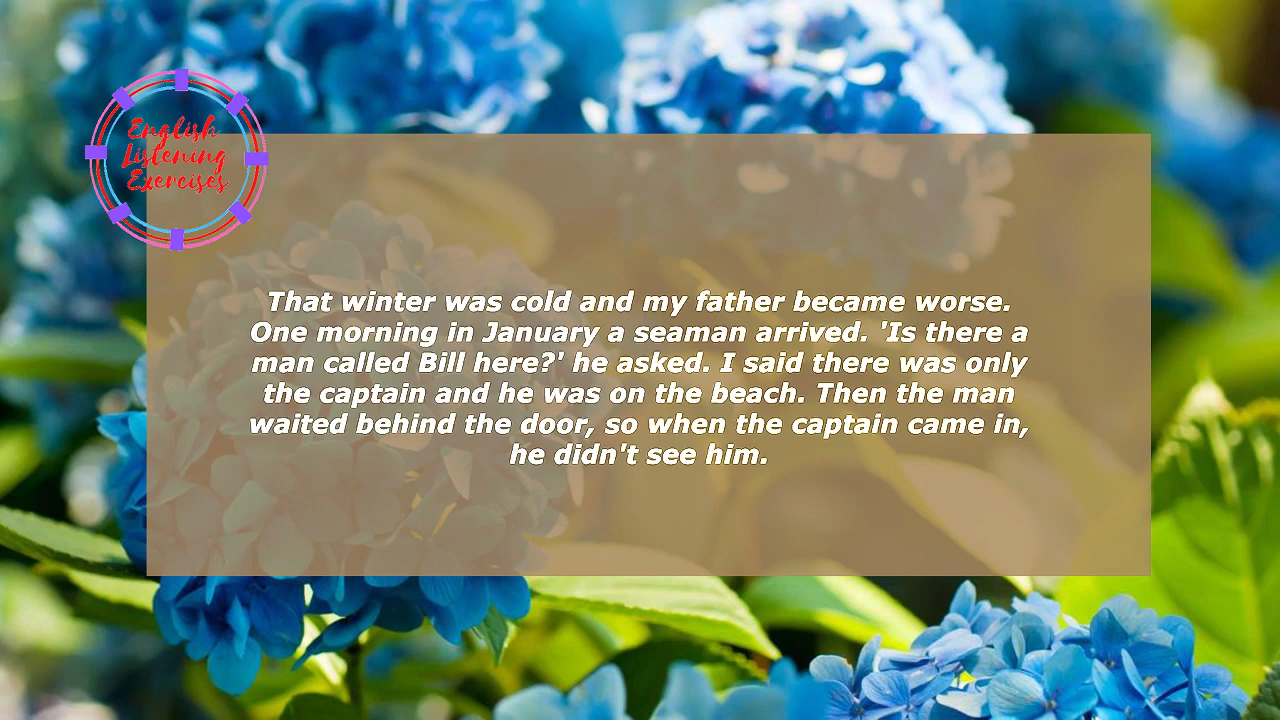 English
Listening
Exercises
That winter was cold and my father became worse.
One morning in January a seaman arrived. 'Is there a
man called Bill here?' he asked. I said there was only
the captain and he was on the beach. Then the man
waited behind the door, so when the captain came in,
he didn't see him.